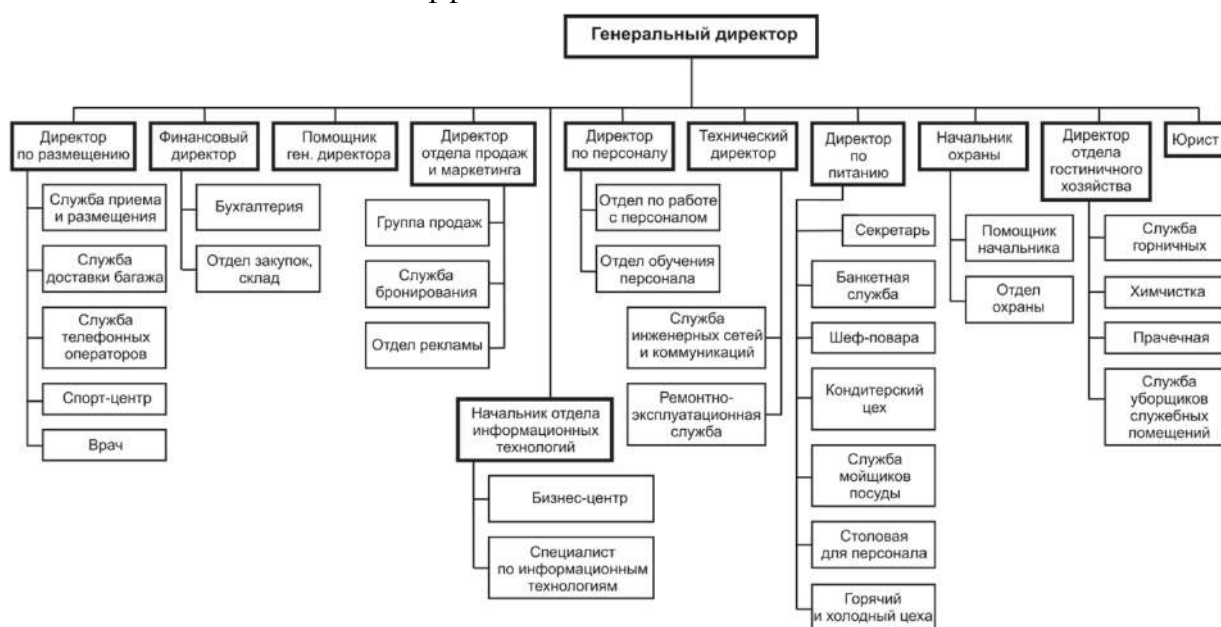 Генеральный директор
Директор
по размещению
Финансовый
директор
Помощник
ген. директора
Директор
отдела продаж
и маркетинга
Директор
по персоналу
Технический
директор
Директор
по
питанию
Начальник
охраны
Директор
отдела
гостиничного
хозяйства
Юрист
Служба приема
и размещения
Служба
доставки багажа
Служба
телефонных
операторов
Спорт-центр
Врач
Бухгалтерия
Отдел закупок,
склад
Группа продаж
Служба
бронирования
Отдел рекламы
Начальник отдела
информационных
технологий
Бизнес-центр
Специалист
по информационным
технологиям
Отдел по работе
с персоналом
Отдел обучения
персонала
Служба
инженерных сетей
и коммуникаций
Ремонтно-
эксплуатационная
служба
Секретарь
Банкетная
служба
Шеф-повара
Кондитерский
цех
Служба
мойщиков
посуды
Столовая
для персонала
Горячий
и холодный цеха
Помощник
начальника
Отдел
охраны
Служба
горничных
Химчистка
Прачечная
Служба
уборщиков
служебных
помещений